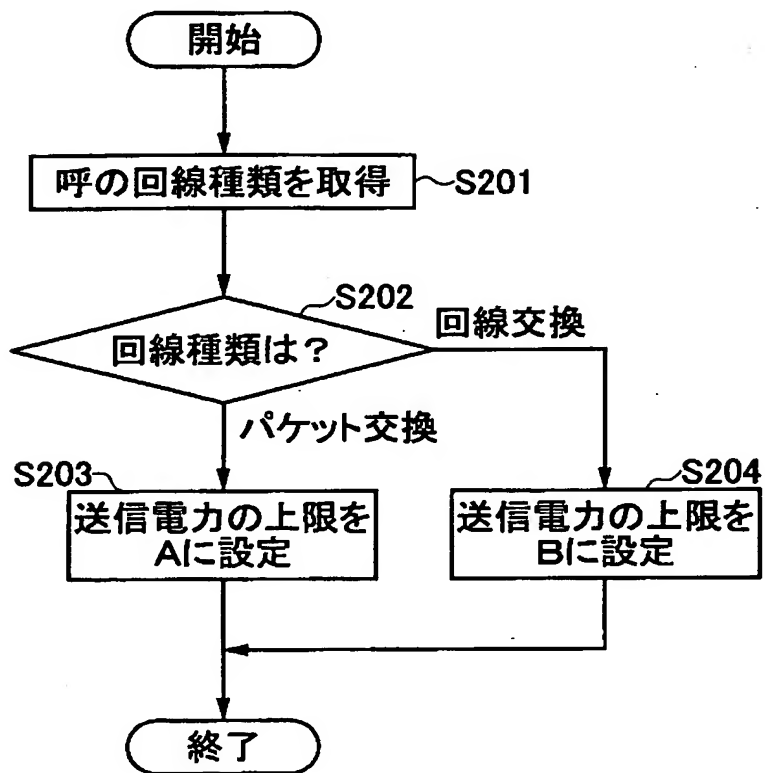 開始
呼の回線種類を取得
S201
S202
回線種類は？
回線交換
パケット交換
S203
送信電力の上限を
Aに設定
S204
送信電力の上限を
Bに設定
終了